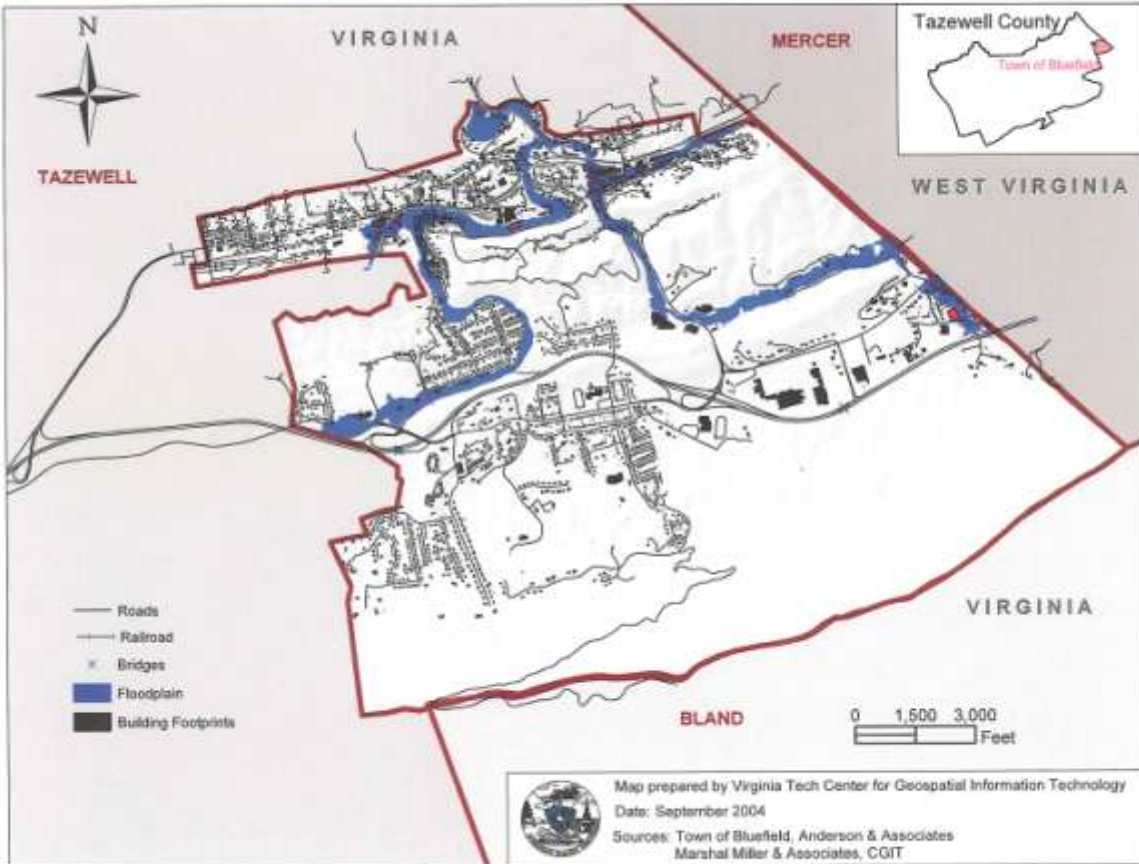 N
VIRGINIA
MERCER
Tazewell County
Town of Bluefield
TAZEWELL
WEST VIRGINIA
VIRGINIA
Roads
Railroad
Bridges
Floodplain
Building Footprints
BLAND
0 1,500 3,000
Feet
Map prepared by Virginia Tech Center for Geospatial Information Technology
Date: September 2004
Sources: Town of Bluefield, Anderson & Associates
Marshal Miller & Associates, CGIT